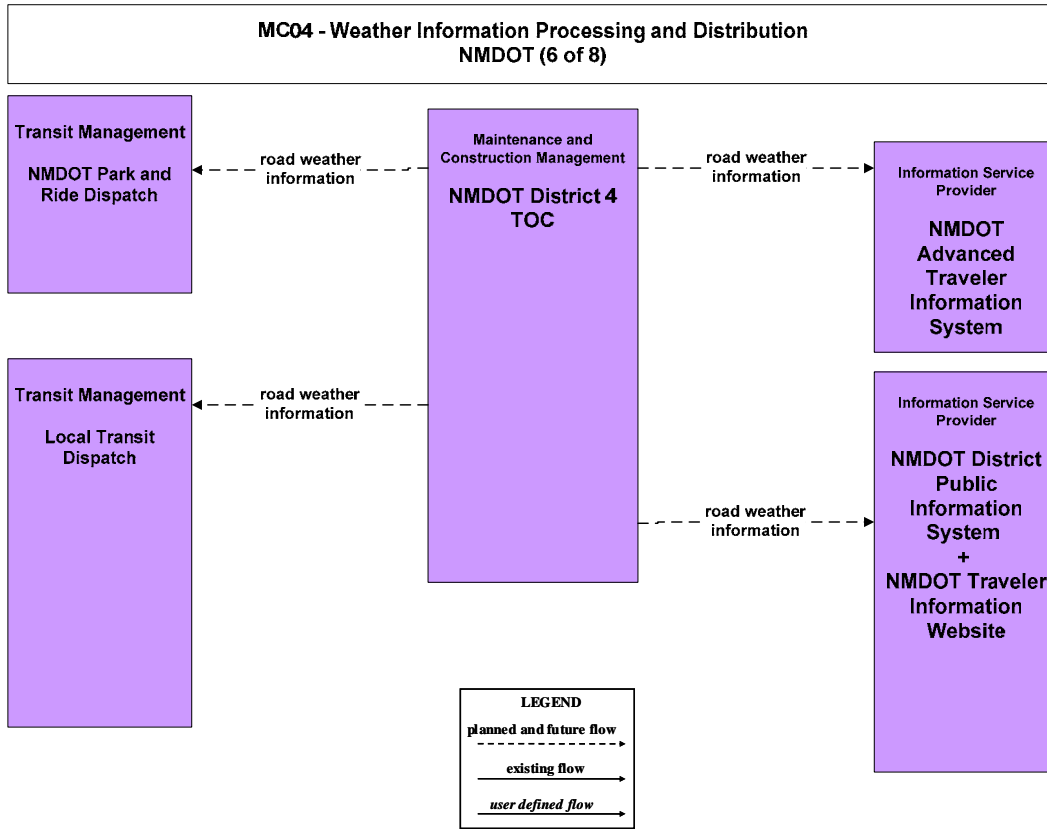 MC04 - Weather Information Processing and Distribution
NMDOT (6 of 8)
Transit Management
NMDOT Park and
Ride Dispatch
road weather
information
Maintenance and
Construction Management
NMDOT District 4
TOC
road weather
information
Information Service
Provider
NMDOT
Advanced
Traveler
Information
System
Transit Management
Local Transit
Dispatch
road weather
information
road weather
information
Information Service
Provider
NMDOT District
Public
Information
System
+
NMDOT Traveler
Information
Website
LEGEND
planned and future flow
existing flow
user defined flow